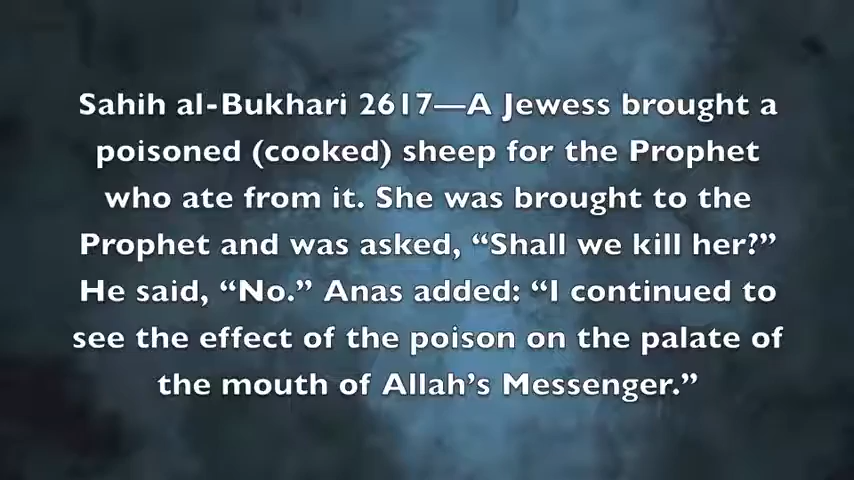 Sahih al-Bukhari 2617—A Jewess brought a
poisoned (cooked) sheep for the Prophet
who ate from it. She was brought to the
Prophet and was asked, “Shall we kill her?”
He said, “No.” Anas added: “I continued to
see the effect of the poison on the palate of
the mouth of Allah’s Messenger.”